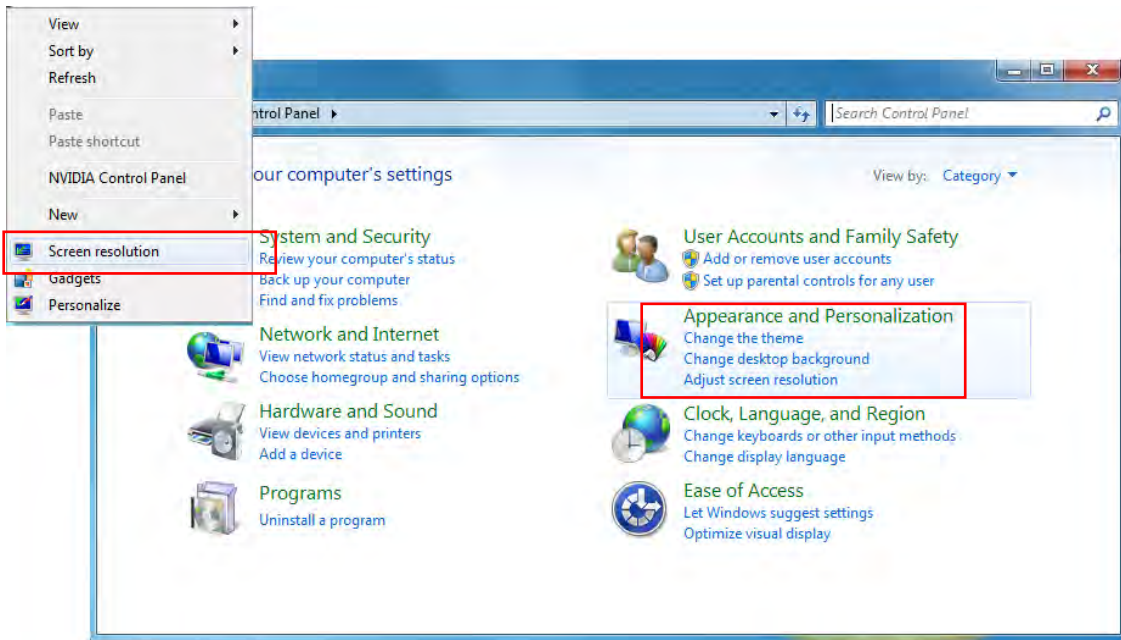 View
Sort by
Refresh
Paste
Paste shortcut
NVIDIA Control Panel
New
Screen resolution
Gadgets
Personalize
ntrol Panel
Search Control Panel
our computer's settings
View by: Category
System and Security
Review your computer's status
Back up your computer
Find and fix problems
Network and Internet
View network status and tasks
Choose homegroup and sharing options
Hardware and Sound
View devices and printers
Add a device
Programs
Uninstall a program
User Accounts and Family Safety
Add or remove user accounts
Set up parental controls for any user
Appearance and Personalization
Change the theme
Change desktop background
Adjust screen resolution
Clock, Language, and Region
Change keyboards or other input methods
Change display language
Ease of Access
Let Windows suggest settings
Optimize visual display